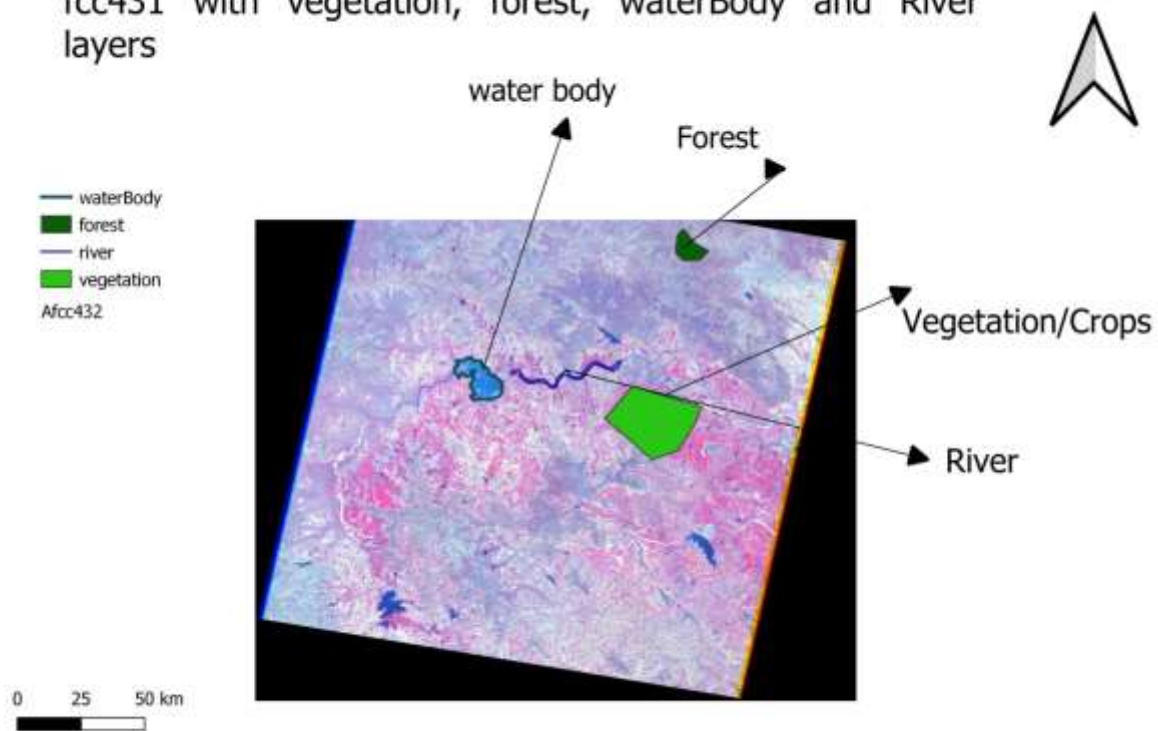 fcc431 with vegetation, forest, waterBody and River
layers
water body
Forest
waterBody
forest
river
vegetation
Afcc432
Vegetation/Crops
River
0 25 50 km